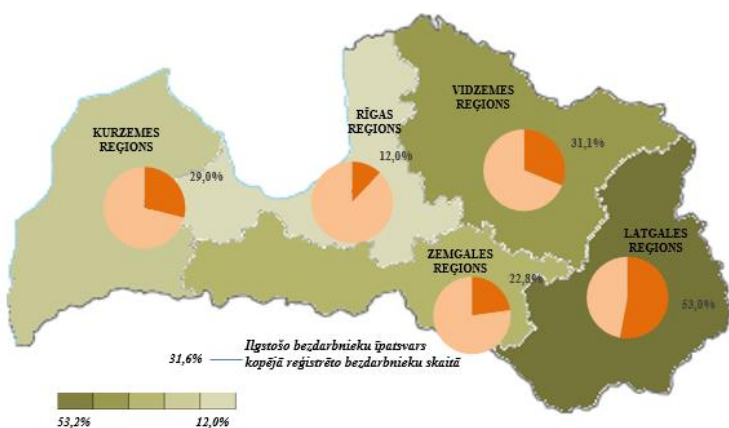 VIDZEMES
REĢIONS
31,1%
RĪGAS
REĢIONS
12,0%
KURZEMES
REĢIONS
29,0%
LATGALES
REĢIONS
53,0%
ZEMGALES
REĢIONS
22,8%
31,6%
Ilgstošo bezdarbnieku īpatsvars
kopējā reģistrēto bezdarbnieku skaitā
53,2%
12,0%